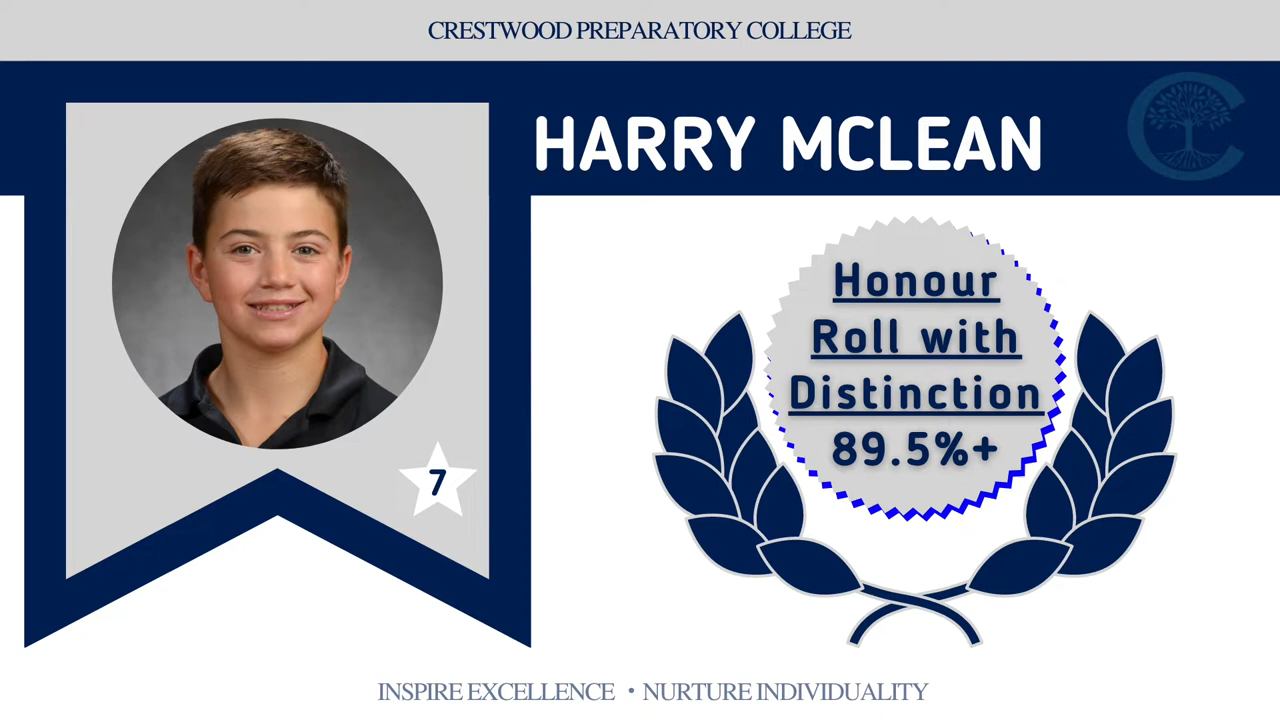 CRESTWOOD PREPARATORY COLLEGE
HARRY MCLEAN
Honour
Roll with
Distinction
89.5%+
7
INSPIRE EXCELLENCE • NURTURE INDIVIDUALITY